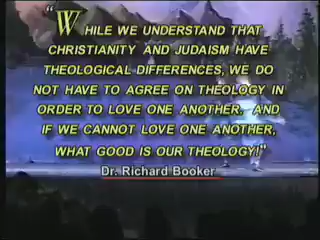 "WHILE WE UNDERSTAND THAT
CHRISTIANITY AND JUDAISM HAVE
THEOLOGICAL DIFFERENCES, WE DO
NOT HAVE TO AGREE ON THEOLOGY IN
ORDER TO LOVE ONE ANOTHER. AND
IF WE CANNOT LOVE ONE ANOTHER,
WHAT GOOD IS OUR THEOLOGY!"
Dr. Richard Booker